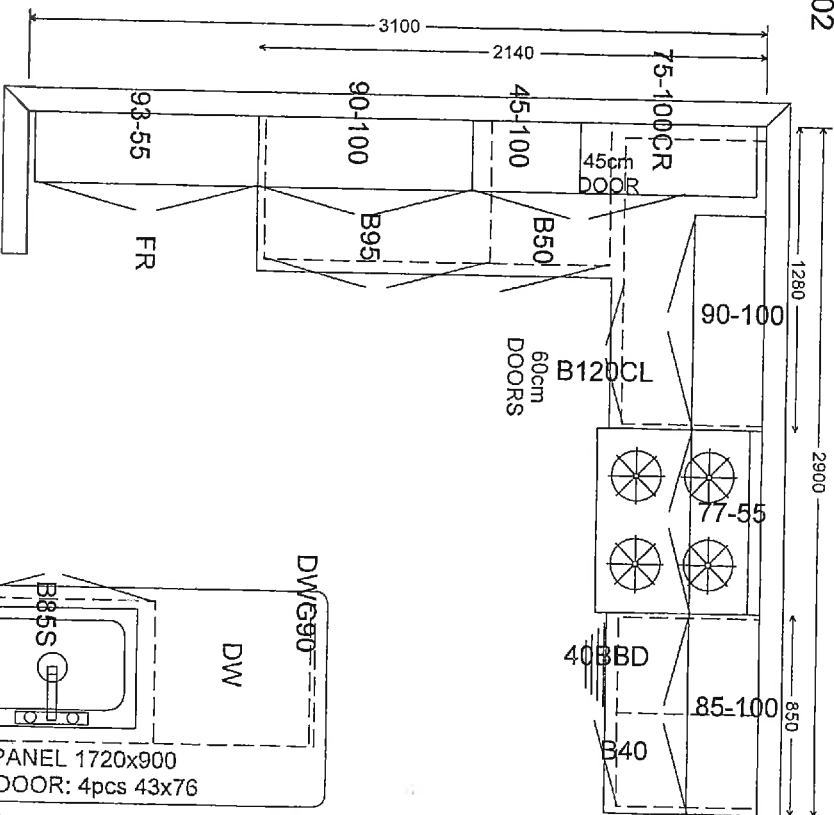 02
3100
2140
93-55
90-100
45-100
75-100CR
45cm
DOOR
FR
B95
B50
1280
90-100
60cm
DOORS
B120CL
2900
77-55
DWG90
B85S
DW
40BBD
85-100
850
B40
PANEL 1720x900
DOOR: 4pcs 43x76